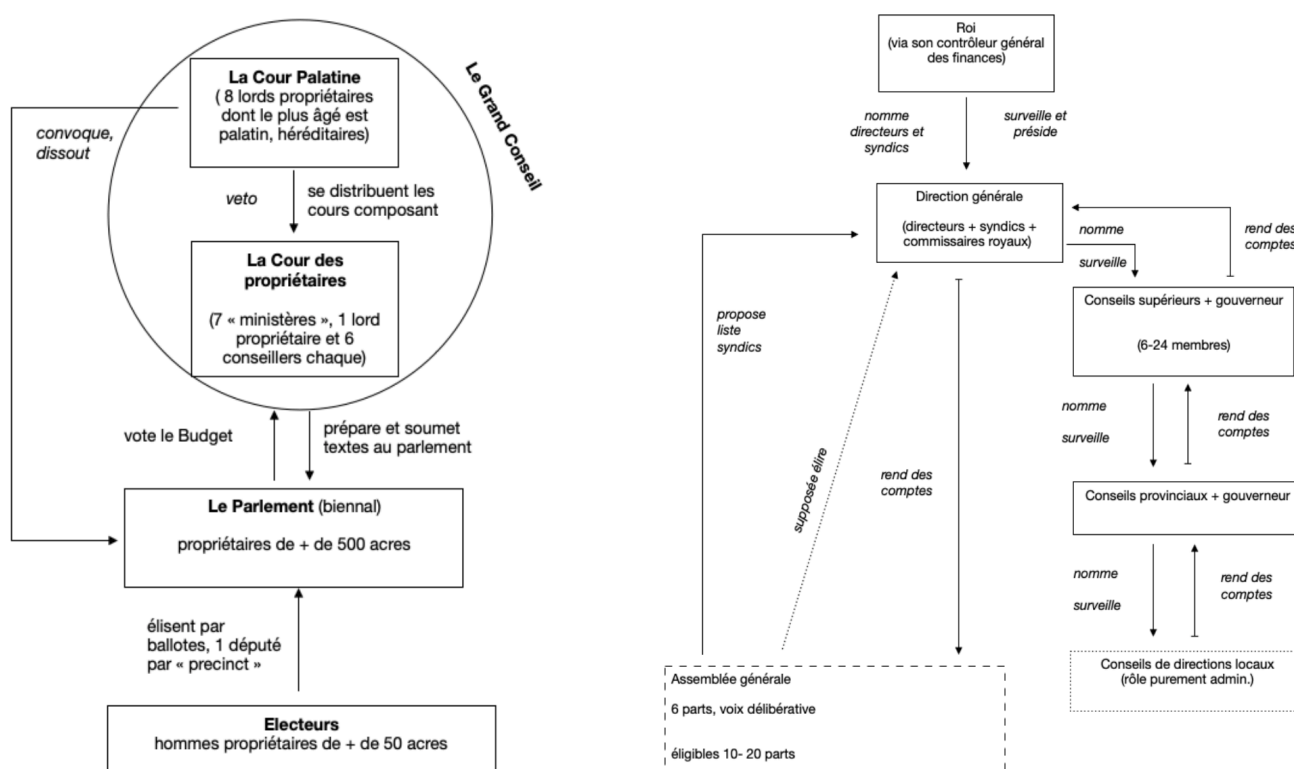 La Cour Palatine
( 8 lords propriétaires
dont le plus âgé est
palatin, héréditaires)
Le Grand Conseil
convoque,
dissout
veto
se distribuent les
cours composant
La Cour des
propriétaires
(7 « ministères », 1 lord
propriétaire et 6
conseillers chaque)
vote le Budget
prépare et soumet
textes au parlement
Le Parlement (biennal)
propriétaires de + de 500 acres
élisent par
ballotes, 1 député
par « precinct »
Electeurs
hommes propriétaires de + de 50 acres
Roi
(via son contrôleur général
des finances)
nomme
directeurs et
syndics
surveille et
préside
Direction générale
(directeurs + syndics +
commissaires royaux)
nomme
surveille
rend des
comptes
Conseils supérieurs + gouverneur
(6-24 membres)
propose
liste
syndics
supposée élire
rend des
comptes
nomme
surveille
rend des
comptes
Conseils provinciaux + gouverneur
nomme
surveille
rend des
comptes
Conseils de directions locaux
(rôle purement admin.)
Assemblée générale
6 parts, voix délibérative
éligibles 10- 20 parts